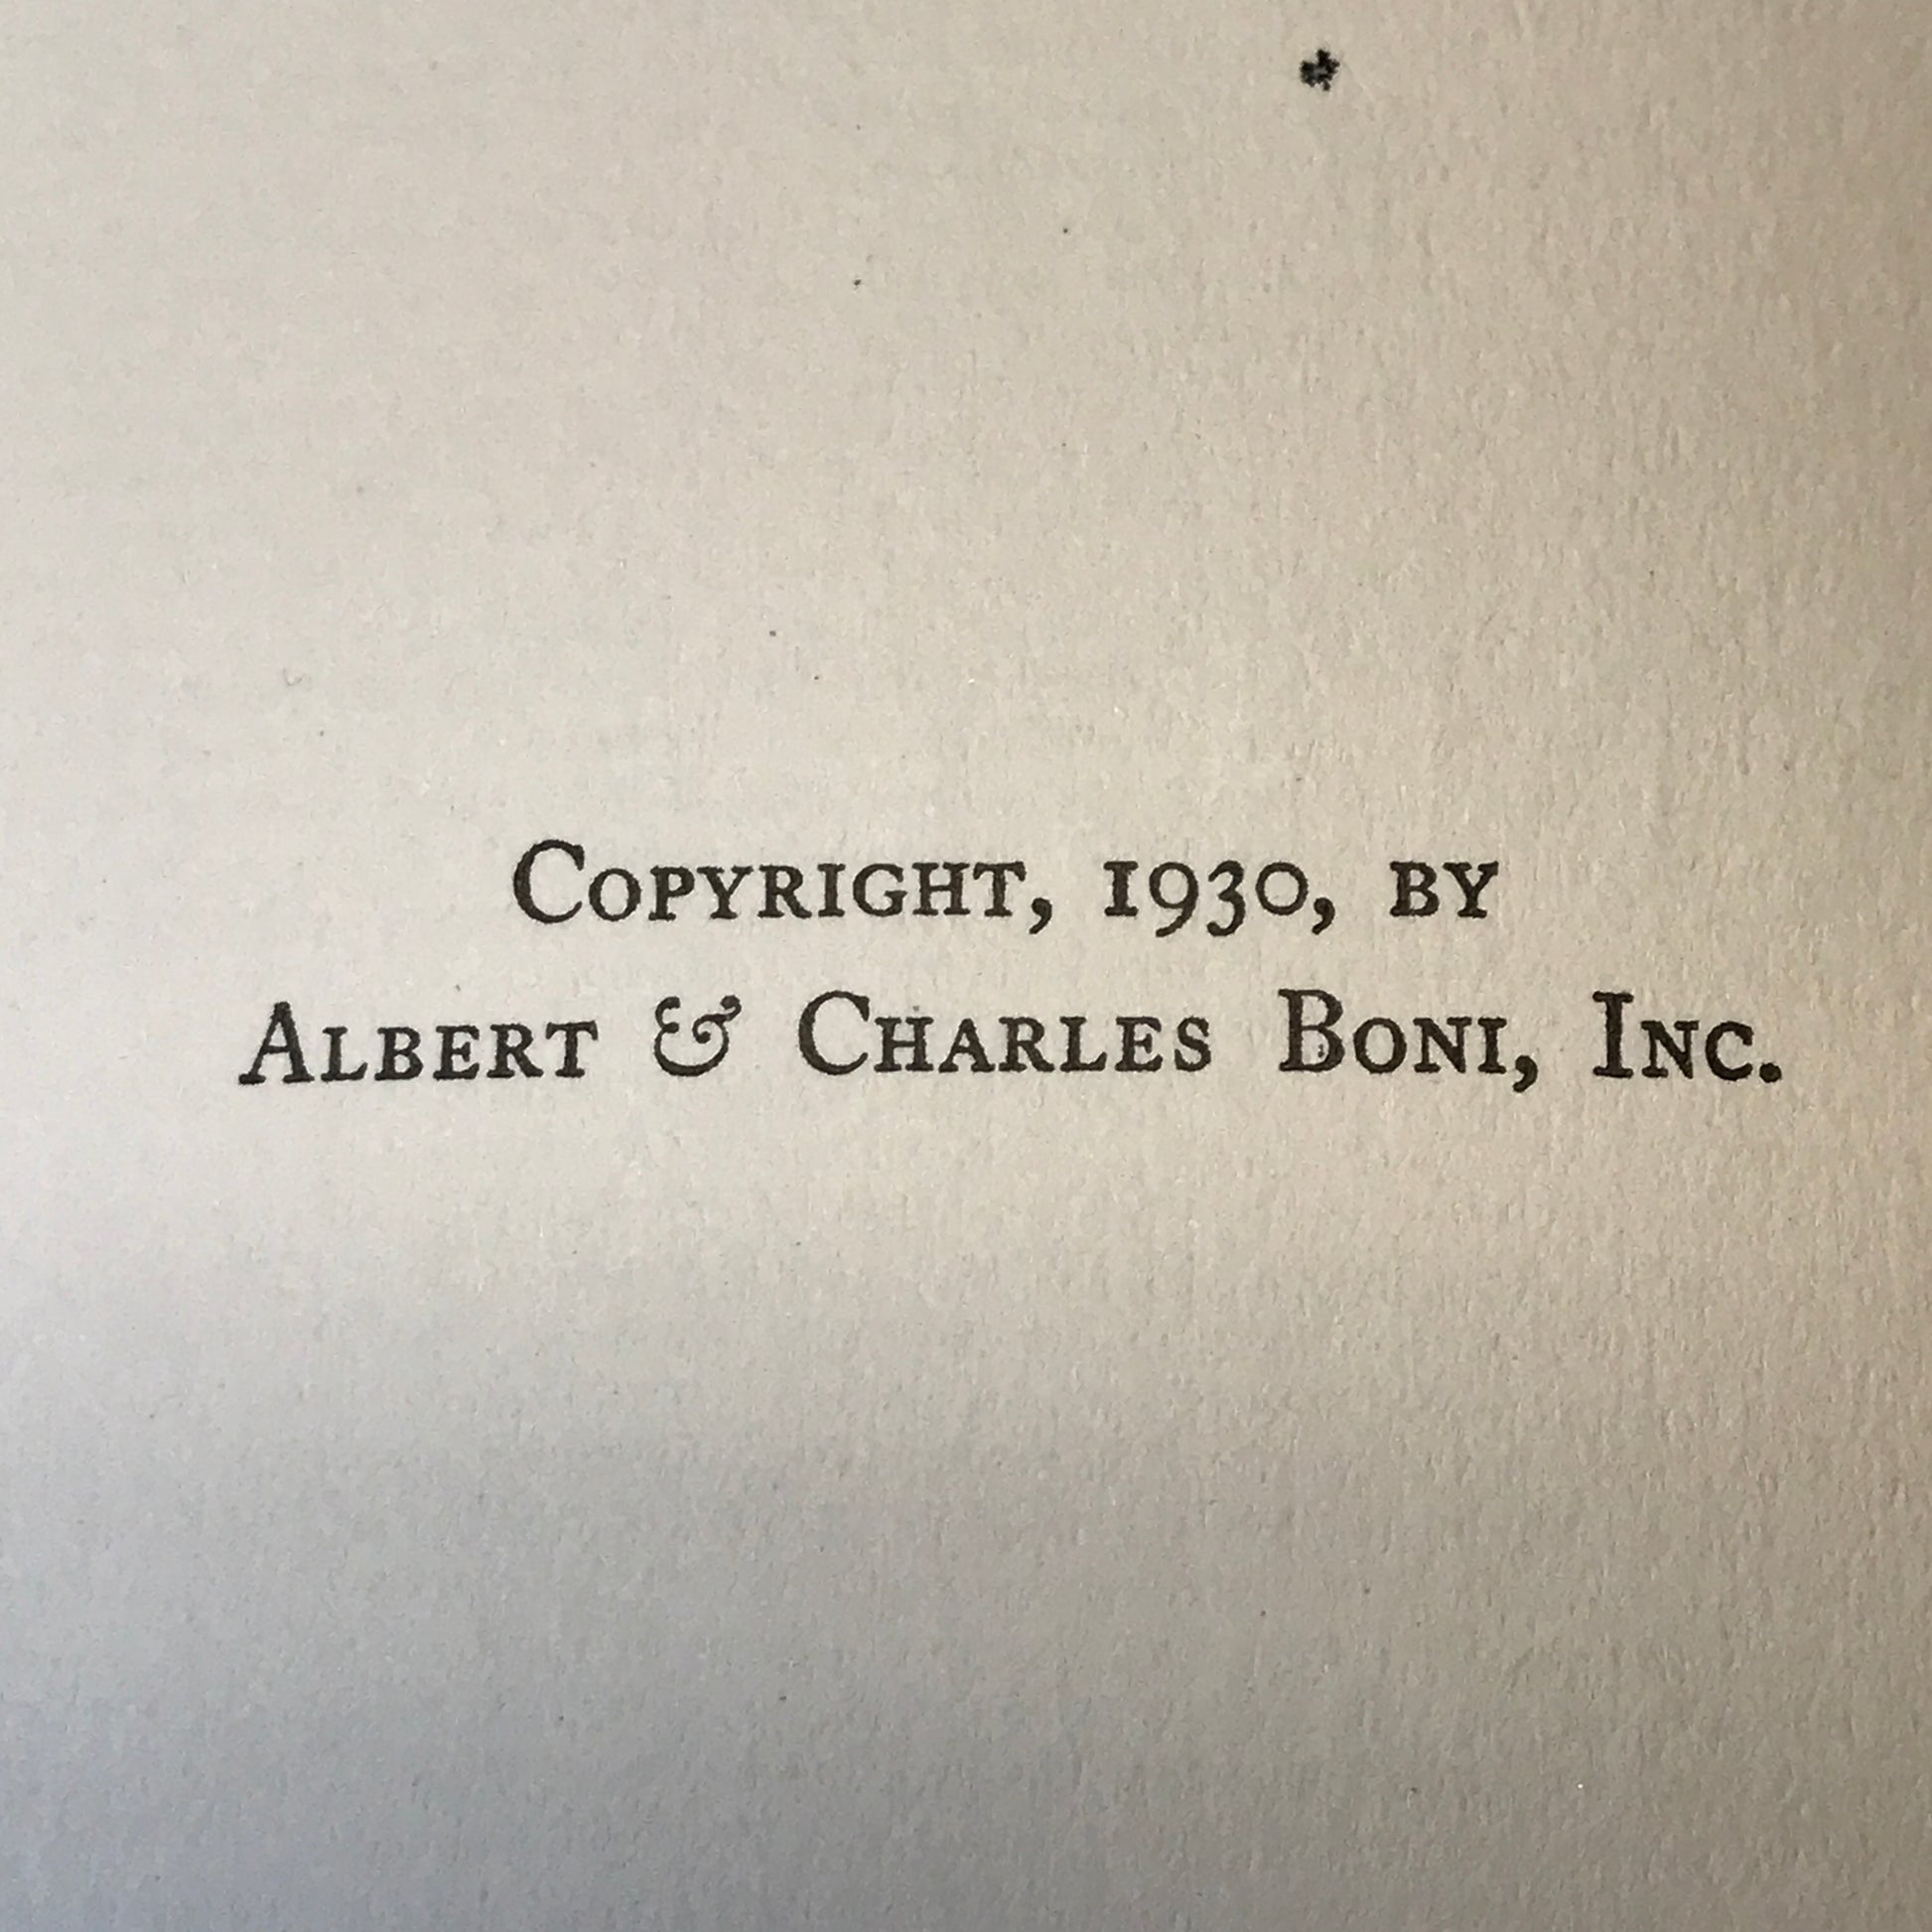 Copyright, 1930, by
Albert & Charles Boni, Inc.